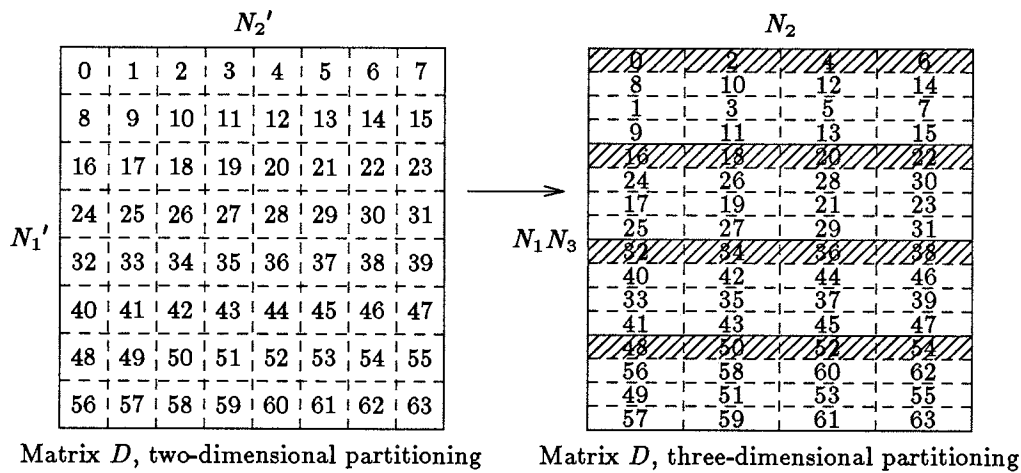 N₂′ N₂
0 1 2 3 4 5 6 7 0 2 4 6
8 10 12 14
8 9 10 11 12 13 14 15 1 3 5 7
9 11 13 15
16 17 18 19 20 21 22 23 16 18 20 22
24 26 28 30
24 25 26 27 28 29 30 31 17 19 21 23
25 27 29 31
N₁′ N₁N₃
32 33 34 35 36 37 38 39 32 34 36 38
40 42 44 46
40 41 42 43 44 45 46 47 33 35 37 39
41 43 45 47
48 49 50 51 52 53 54 55 48 50 52 54
56 58 60 62
56 57 58 59 60 61 62 63 49 51 53 55
57 59 61 63
Matrix D, two-dimensional partitioning Matrix D, three-dimensional partitioning